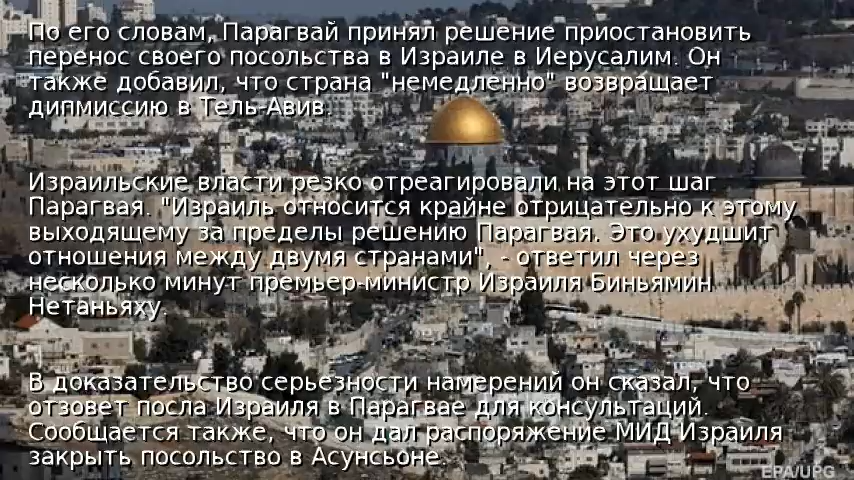 По его словам, Парагвай принял решение приостановить
перенос своего посольства в Израиле в Иерусалим. Он
также добавил, что страна "немедленно" возвращает
дипмиссию в Тель-Авив.
Израильские власти резко отреагировали на этот шаг
Парагвая. "Израиль относится крайне отрицательно к этому
выходящему за пределы решению Парагвая. Это ухудшит
отношения между двумя странами", - ответил через
несколько минут премьер-министр Израиля Биньямин
Нетаньяху.
В доказательство серьезности намерений он сказал, что
отзовет посла Израиля в Парагвае для консультаций.
Сообщается также, что он дал распоряжение МИД Израиля
закрыть посольство в Асунсьоне.
EPA/UPG